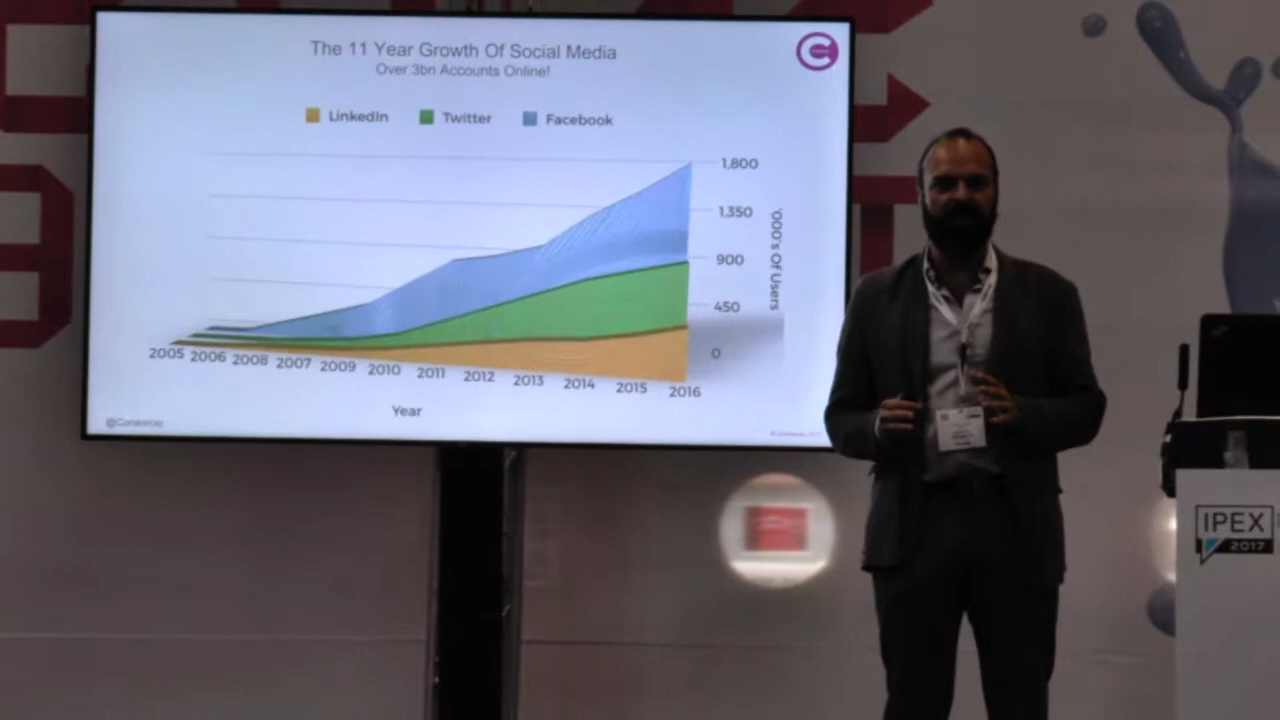 The 11 Year Growth Of Social Media
Over 3bn Accounts Online!
LinkedIn Twitter Facebook
1,800
1,350
900
450
0
'000's Of Users
2005 2006 2008 2007 2009 2010 2011 2012 2013 2014 2015 2016
Year
IPEX
2017